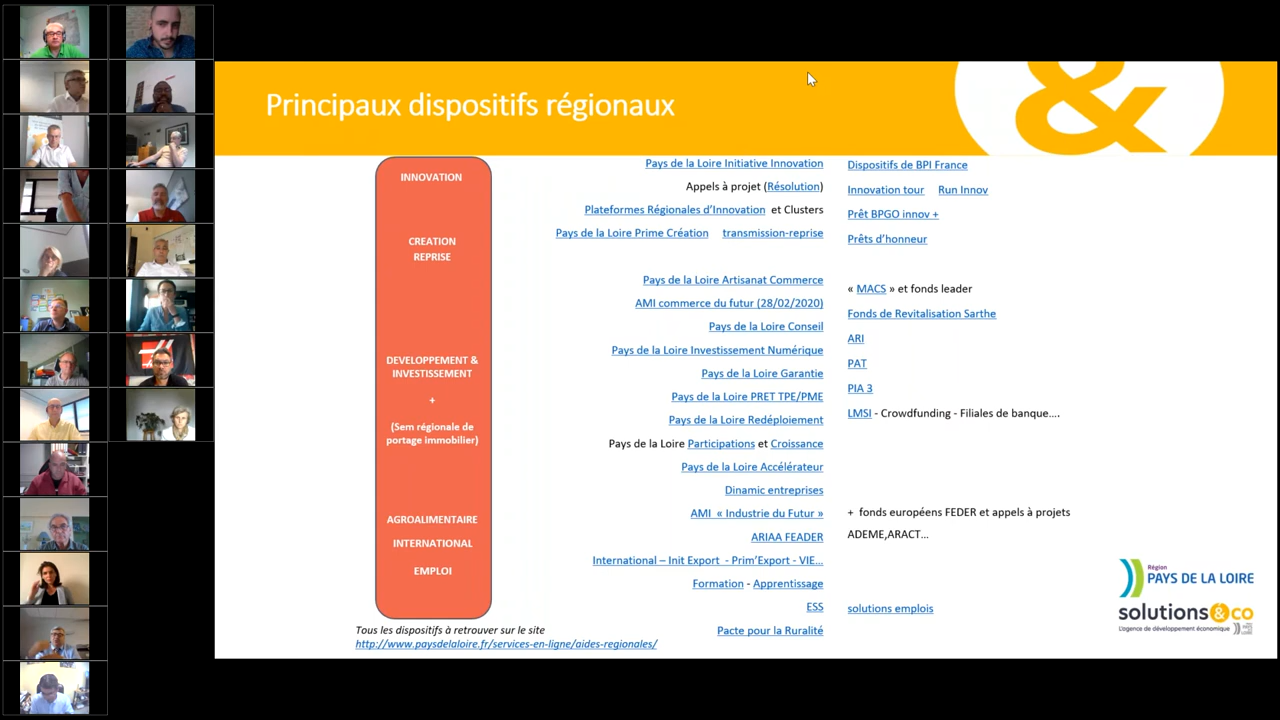 Principaux dispositifs régionaux
&
INNOVATION
CREATION
REPRISE
DEVELOPPEMENT &
INVESTISSEMENT
+
(Sem régionale de
portage immobilier)
AGROALIMENTAIRE
INTERNATIONAL
EMPLOI
Pays de la Loire Initiative Innovation
Appels à projet (Résolution)
Plateformes Régionales d’Innovation et Clusters
Pays de la Loire Prime Création transmission-reprise
Pays de la Loire Artisanat Commerce
AMI commerce du futur (28/02/2020)
Pays de la Loire Conseil
Pays de la Loire Investissement Numérique
Pays de la Loire Garantie
Pays de la Loire PRET TPE/PME
Pays de la Loire Redéploiement
Pays de la Loire Participations et Croissance
Pays de la Loire Accélérateur
Dinamic entreprises
AMI « Industrie du Futur »
ARIAA FEADER
International – Init Export - Prim’Export - VIE…
Formation - Apprentissage
ESS
Pacte pour la Ruralité
Dispositifs de BPI France
Innovation tour Run Innov
Prêt BPGO innov +
Prêts d’honneur
« MACS » et fonds leader
Fonds de Revitalisation Sarthe
ARI
PAT
PIA 3
LMSI - Crowdfunding - Filiales de banque….
+ fonds européens FEDER et appels à projets
ADEME,ARACT…
solutions emplois
Tous les dispositifs à retrouver sur le site
http://www.paysdelaloire.fr/services-en-ligne/aides-regionales/
Région
PAYS DE LA LOIRE
solutions&co
L'agence de développement économique